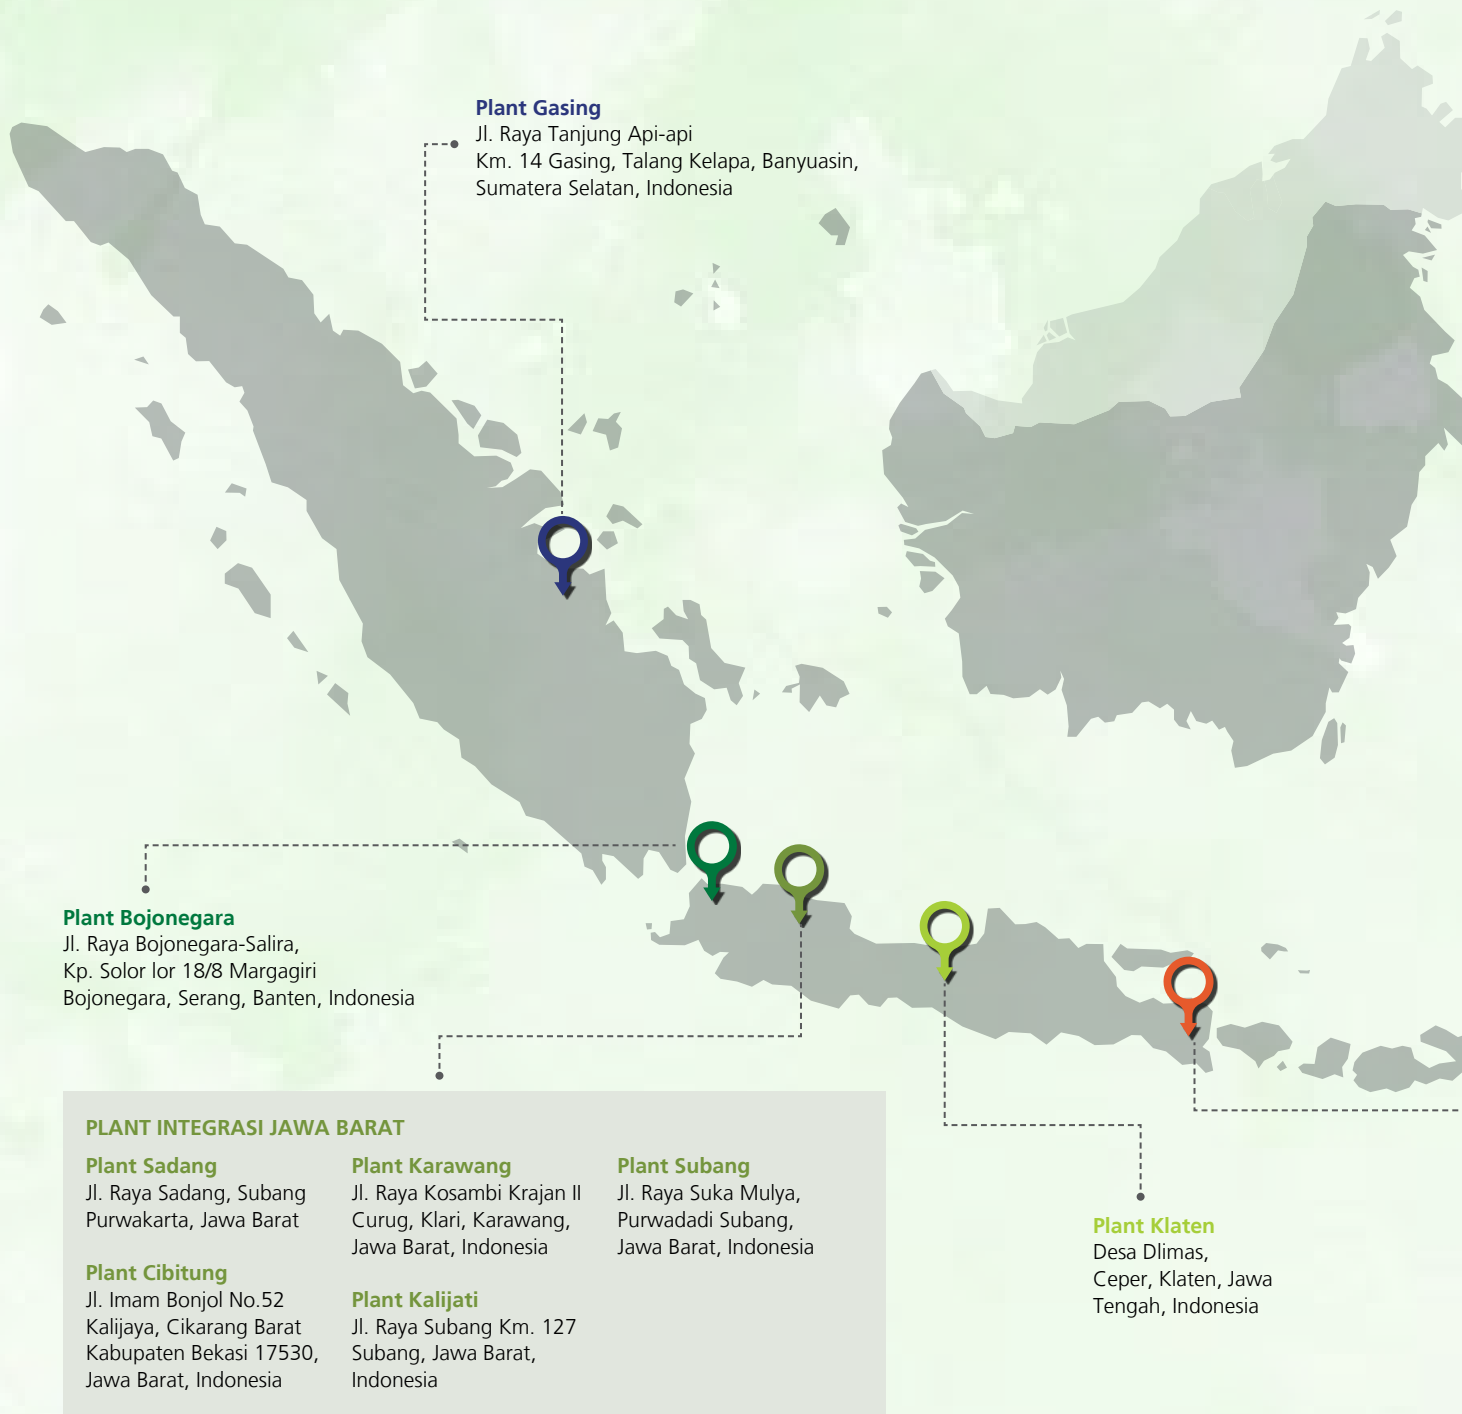 Plant Gasing
Jl. Raya Tanjung Api-api
Km. 14 Gasing, Talang Kelapa, Banyuasin,
Sumatera Selatan, Indonesia
Plant Bojonegara
Jl. Raya Bojonegara-Salira,
Kp. Solor lor 18/8 Margagiri
Bojonegara, Serang, Banten, Indonesia
PLANT INTEGRASI JAWA BARAT
Plant Sadang
Jl. Raya Sadang, Subang
Purwakarta, Jawa Barat
Plant Cibitung
Jl. Imam Bonjol No.52
Kalijaya, Cikarang Barat
Kabupaten Bekasi 17530,
Jawa Barat, Indonesia
Plant Karawang
Jl. Raya Kosambi Krajan II
Curug, Klari, Karawang,
Jawa Barat, Indonesia
Plant Kalijati
Jl. Raya Subang Km. 127
Subang, Jawa Barat,
Indonesia
Plant Subang
Jl. Raya Suka Mulya,
Purwadadi Subang,
Jawa Barat, Indonesia
Plant Klaten
Desa Dlimas,
Ceper, Klaten, Jawa
Tengah, Indonesia